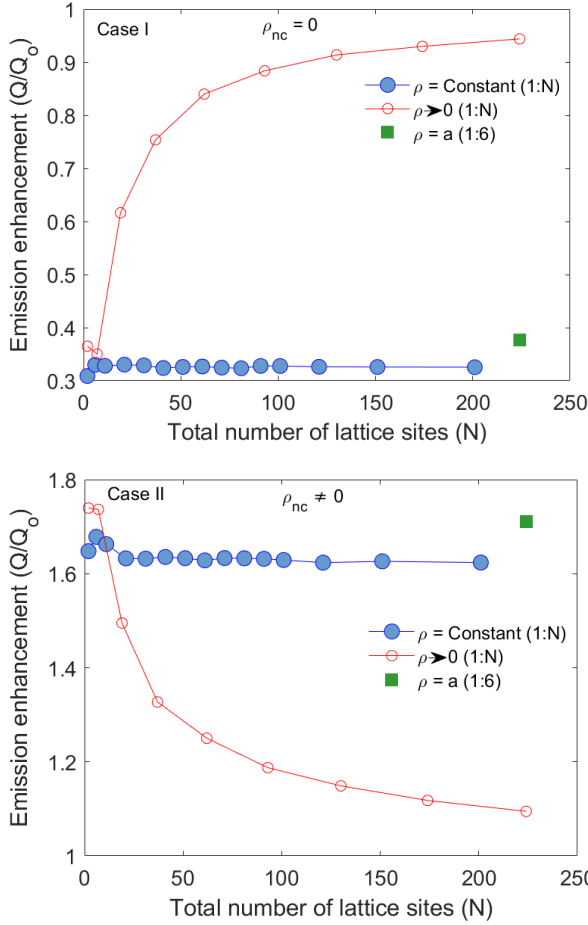 Case I
ρnc = 0
1
0.9
0.8
0.7
0.6
0.5
0.4
0.3
Emission enhancement (Q/Qo)
ρ = Constant (1:N)
ρ➔0 (1:N)
ρ = a (1:6)
0 50 100 150 200 250
Total number of lattice sites (N)
Case II
ρnc ≠ 0
1.8
1.6
1.4
1.2
1
Emission enhancement (Q/Qo)
ρ = Constant (1:N)
ρ➔0 (1:N)
ρ = a (1:6)
0 50 100 150 200 250
Total number of lattice sites (N)